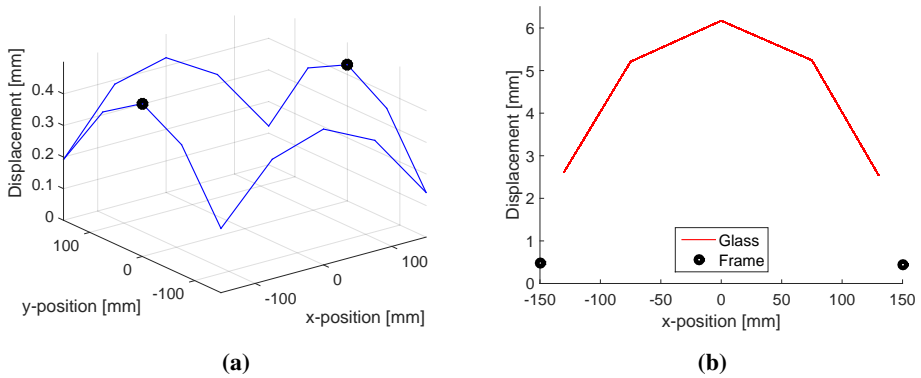 Displacement [mm]
0.4
0.3
0.2
0.1
0
100
0
-100
y-position [mm]
-100
0
100
x-position [mm]
(a)
Displacement [mm]
6
5
4
3
2
1
0
Glass
Frame
-150 -100 -50 0 50 100 150
x-position [mm]
(b)